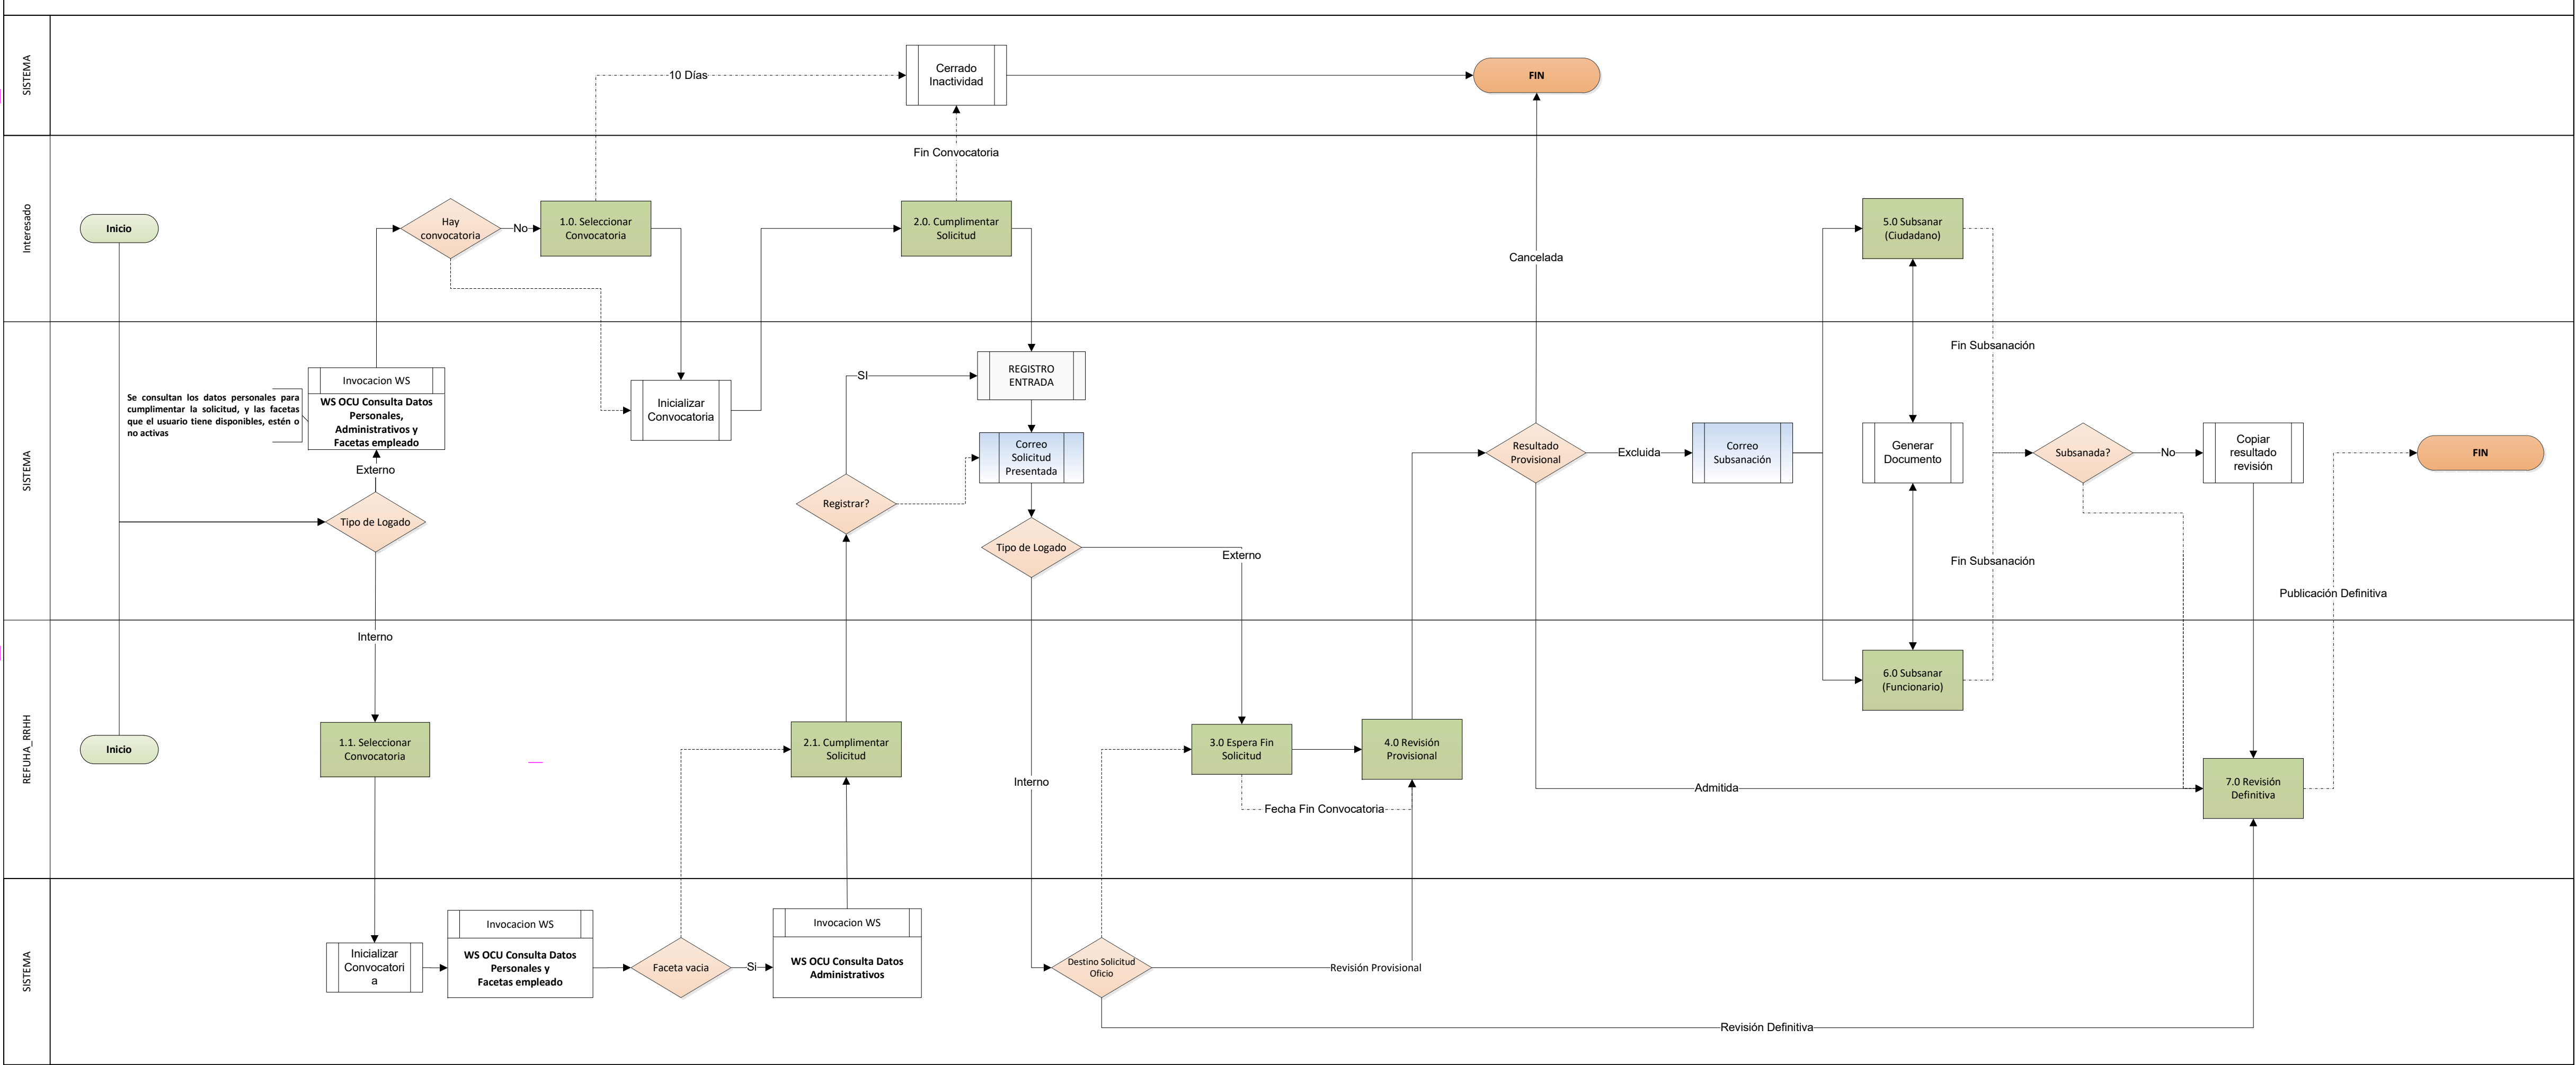 SISTEMA
10 Días
Cerrado
Inactividad
FIN
Interesado
Inicio
Hay
convocatoria
No
1.0. Seleccionar
Convocatoria
Fin Convocatoria
2.0. Cumplimentar
Solicitud
Cancelada
5.0 Subsanar
(Ciudadano)
SISTEMA
Se consultan los datos personales para
cumplimentar la solicitud, y las facetas
que el usuario tiene disponibles, estén o
no activas
Invocacion WS
WS OCU Consulta Datos
Personales,
Administrativos y
Facetas empleado
Externo
Tipo de Logado
Inicializar
Convocatoria
SI
REGISTRO
ENTRADA
Correo
Solicitud
Presentada
Registrar?
Tipo de Logado
Externo
Resultado
Provisional
Excluida
Correo
Subsanación
Generar
Documento
Fin Subsanación
Fin Subsanación
Subsanada?
No
Copiar
resultado
revisión
FIN
Publicación Definitiva
REFUHA_RRHH
Inicio
Interno
1.1. Seleccionar
Convocatoria
2.1. Cumplimentar
Solicitud
Interno
3.0 Espera Fin
Solicitud
4.0 Revisión
Provisional
Fecha Fin Convocatoria
Admitida
6.0 Subsanar
(Funcionario)
7.0 Revisión
Definitiva
SISTEMA
Inicializar
Convocatori
a
Invocacion WS
WS OCU Consulta Datos
Personales y
Facetas empleado
Faceta vacia
Si
Invocacion WS
WS OCU Consulta Datos
Administrativos
Destino Solicitud
Oficio
Revisión Provisional
Revisión Definitiva